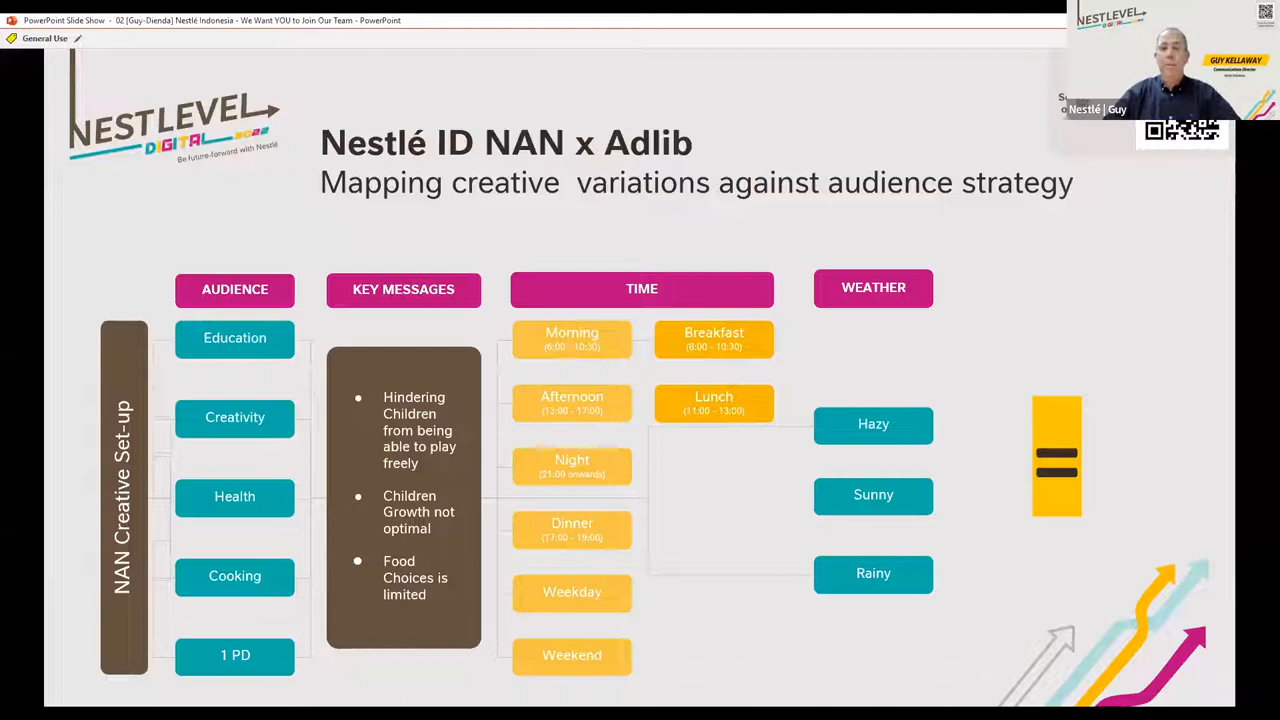 PowerPoint Slide Show - 02 [Guy-Dienda] Nestlé Indonesia - We Want YOU to Join Our Team - PowerPoint
General Use
NESTLEVEL
DIGITAL 2022
GUY KELLAWAY
Communications Director
Nestlé | Guy
NESTLEVEL
DIGITAL 2022
Be future-forward with Nestlé
Nestlé ID NAN x Adlib
Mapping creative variations against audience strategy
AUDIENCE
KEY MESSAGES
TIME
WEATHER
NAN Creative Set-up
Education
Creativity
Health
Cooking
1 PD
• Hindering
Children
from being
able to play
freely
• Children
Growth not
optimal
• Food
Choices is
limited
Morning
(6:00 - 10:30)
Breakfast
(8:00 - 10:30)
Afternoon
(13:00 - 17:00)
Lunch
(11:00 - 13:00)
Night
(21:00 onwards)
Dinner
(17:00 - 19:00)
Weekday
Weekend
Hazy
Sunny
Rainy
=